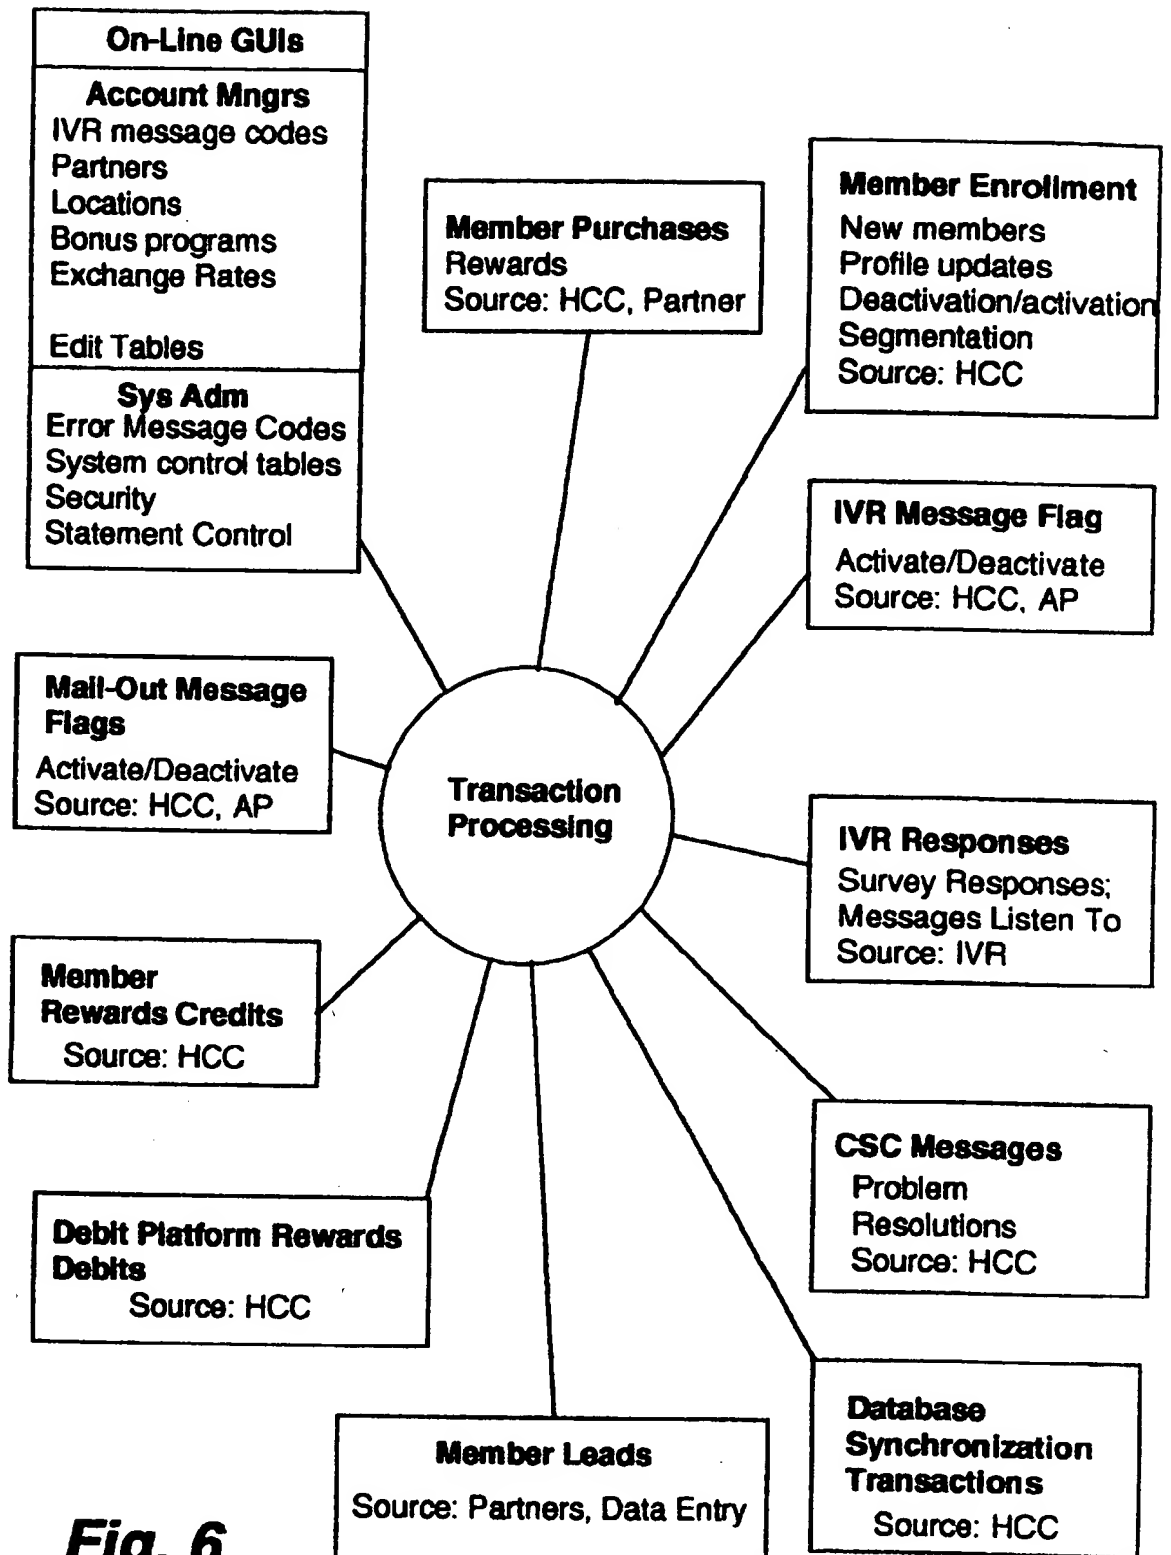 On-Line GUIs
Account Mngrs
IVR message codes
Partners
Locations
Bonus programs
Exchange Rates
Edit Tables
Sys Adm
Error Message Codes
System control tables
Security
Statement Control
Member Purchases
Rewards
Source: HCC, Partner
Member Enrollment
New members
Profile updates
Deactivation/activation
Segmentation
Source: HCC
IVR Message Flag
Activate/Deactivate
Source: HCC, AP
Mail-Out Message
Flags
Activate/Deactivate
Source: HCC, AP
Transaction
Processing
IVR Responses
Survey Responses;
Messages Listen To
Source: IVR
Member
Rewards Credits
Source: HCC
CSC Messages
Problem
Resolutions
Source: HCC
Debit Platform Rewards
Debits
Source: HCC
Member Leads
Source: Partners, Data Entry
Database
Synchronization
Transactions
Source: HCC
Fig. 6